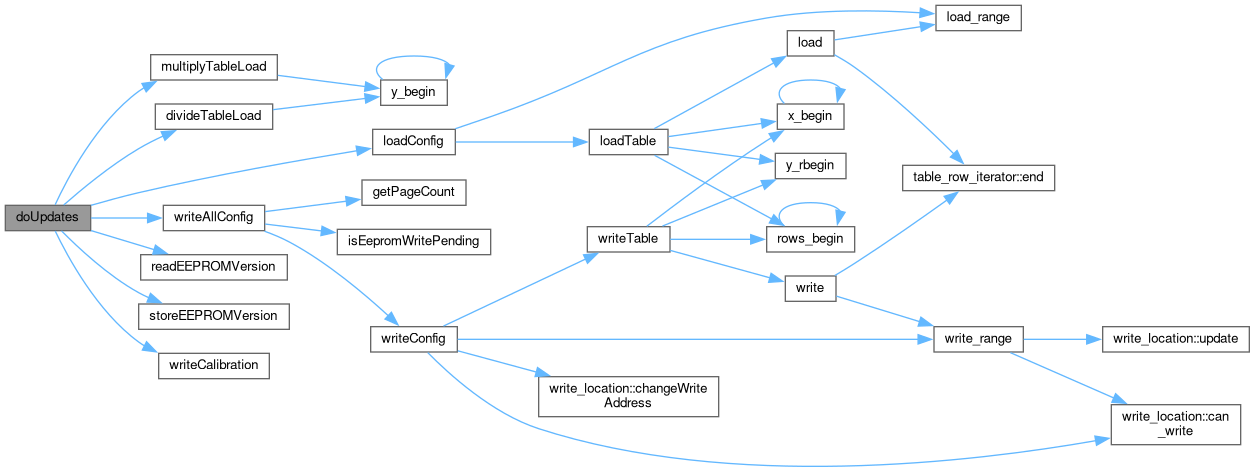 load_range
load
multiplyTableLoad
y_begin
x_begin
divideTableLoad
loadConfig
loadTable
y_rbegin
table_row_iterator::end
getPageCount
doUpdates
writeAllConfig
isEepromWritePending
writeTable
rows_begin
readEEPROMVersion
write
storeEEPROMVersion
writeConfig
write_range
write_location::update
writeCalibration
write_location::changeWrite
Address
write_location::can
_write